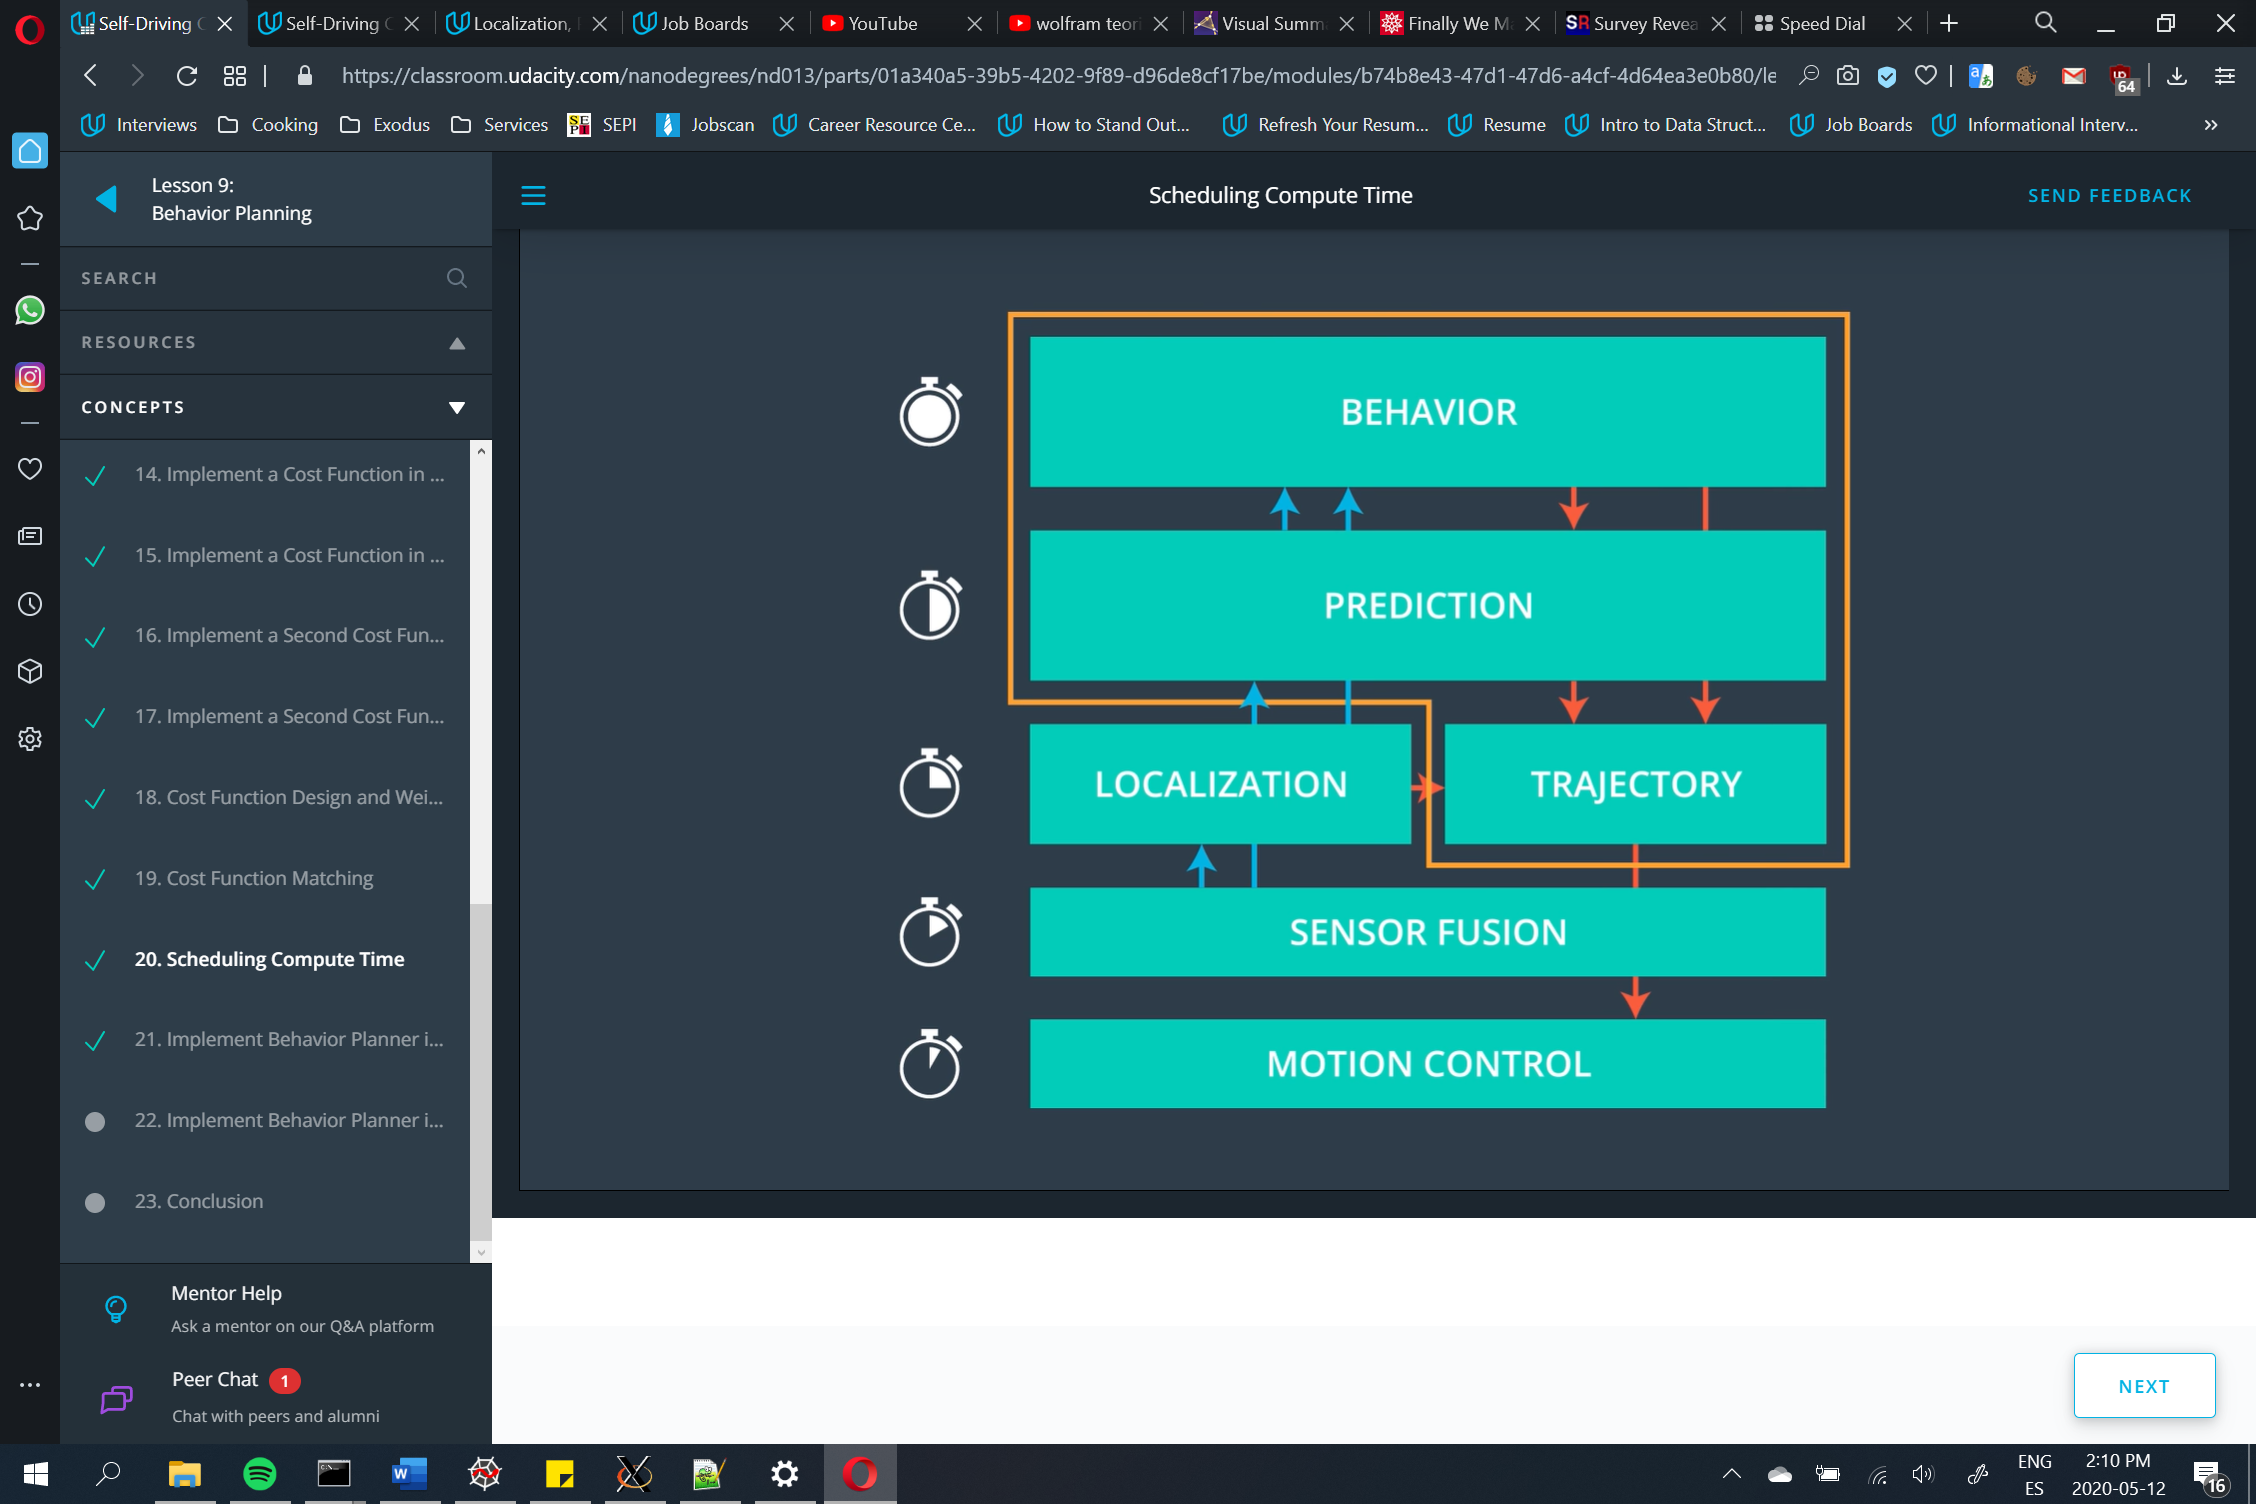 Self-Driving C
Self-Driving C
Localization,
Job Boards
YouTube
wolfram teori
Visual Summ
Finally We Ma
SR Survey Revea
Speed Dial
https://classroom.udacity.com/nanodegrees/nd013/parts/01a340a5-39b5-4202-9f89-d96de8cf17be/modules/b74b8e43-47d1-47d6-a4cf-4d64ea3e0b80/le
64
Interviews
Cooking
Exodus
Services
SEPI
Jobscan
Career Resource Ce...
How to Stand Out...
Refresh Your Resum...
Resume
Intro to Data Struct...
Job Boards
Informational Interv...
Lesson 9:
Behavior Planning
Scheduling Compute Time
SEND FEEDBACK
SEARCH
RESOURCES
CONCEPTS
14. Implement a Cost Function in ...
15. Implement a Cost Function in ...
16. Implement a Second Cost Fun...
17. Implement a Second Cost Fun...
18. Cost Function Design and Wei...
19. Cost Function Matching
20. Scheduling Compute Time
21. Implement Behavior Planner i...
22. Implement Behavior Planner i...
23. Conclusion
Mentor Help
Ask a mentor on our Q&A platform
Peer Chat 1
Chat with peers and alumni
BEHAVIOR
PREDICTION
LOCALIZATION
TRAJECTORY
SENSOR FUSION
MOTION CONTROL
NEXT
ENG
ES
2:10 PM
2020-05-12
16